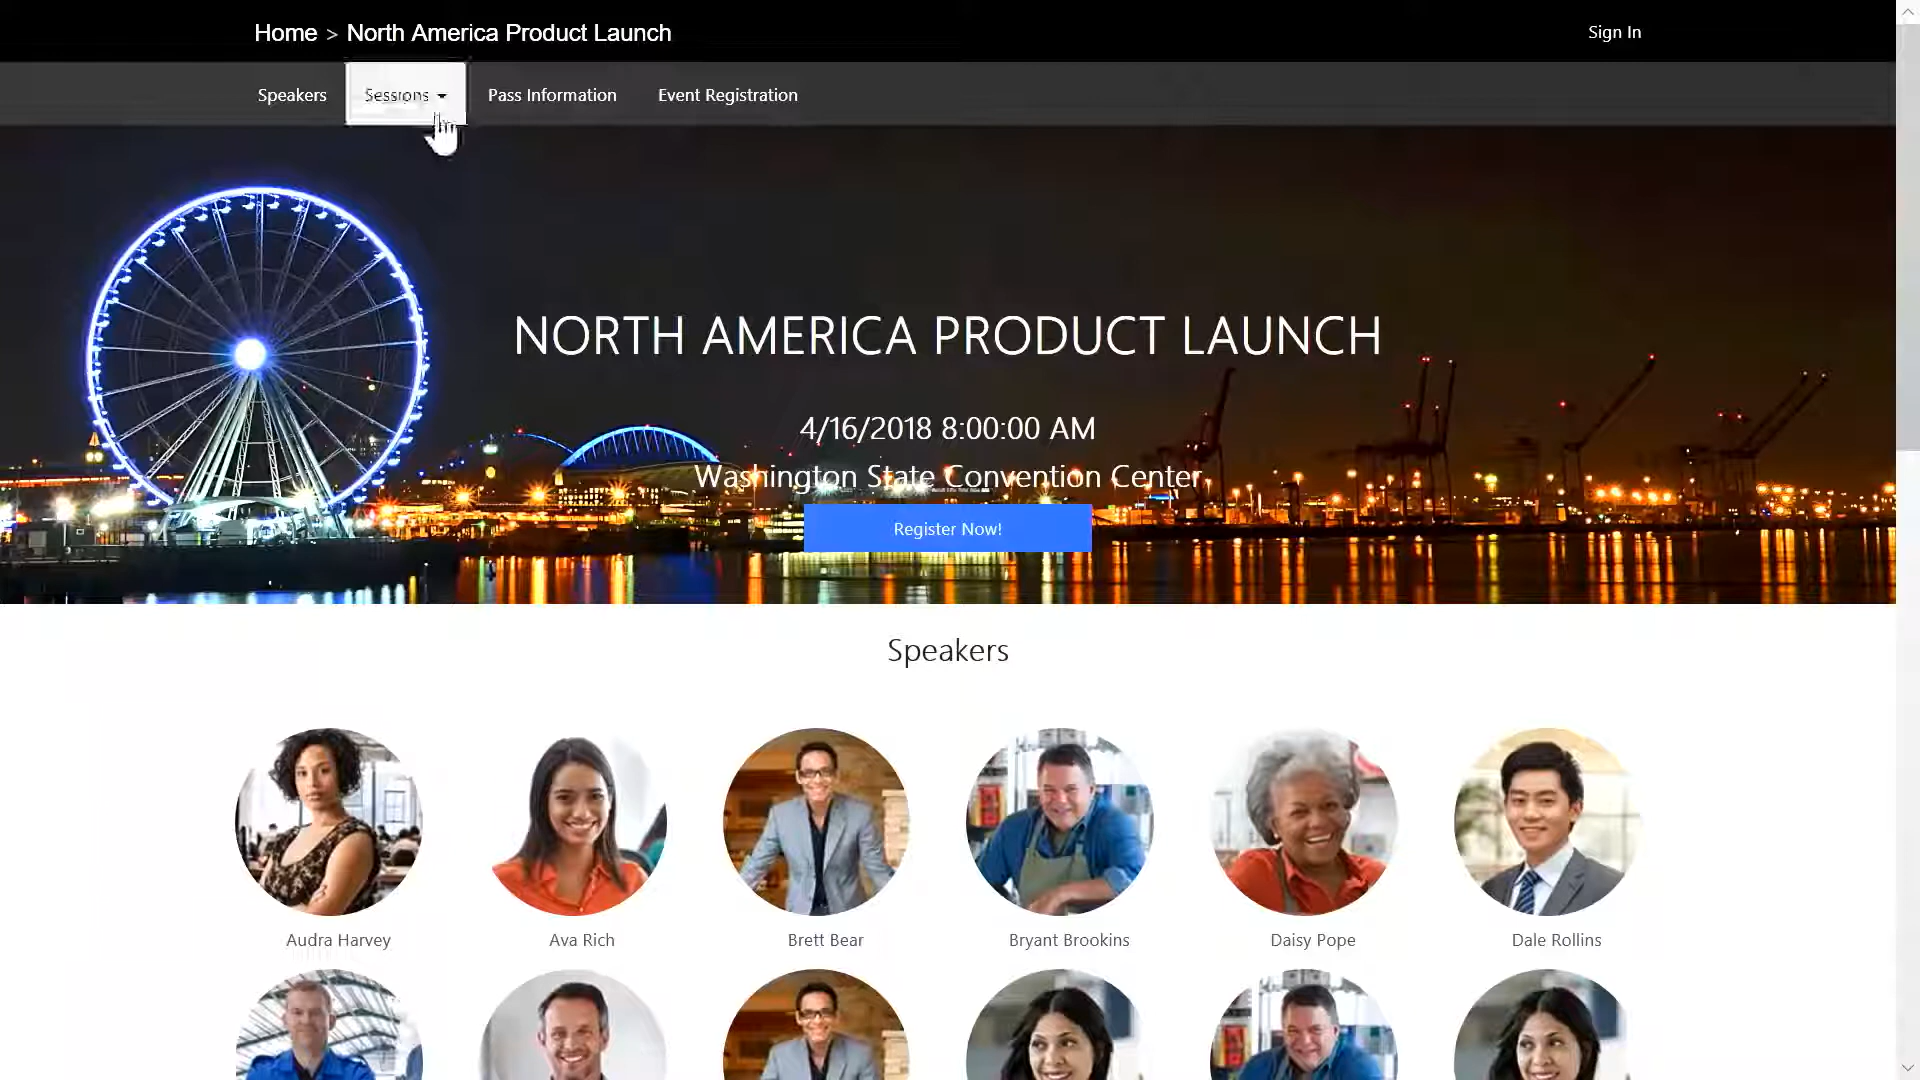 Home > North America Product Launch
Sign In
Speakers
Sessions
Pass Information
Event Registration
NORTH AMERICA PRODUCT LAUNCH
4/16/2018 8:00:00 AM
Washington State Convention Center
Register Now!
Speakers
Audra Harvey
Ava Rich
Brett Bear
Bryant Brookins
Daisy Pope
Dale Rollins